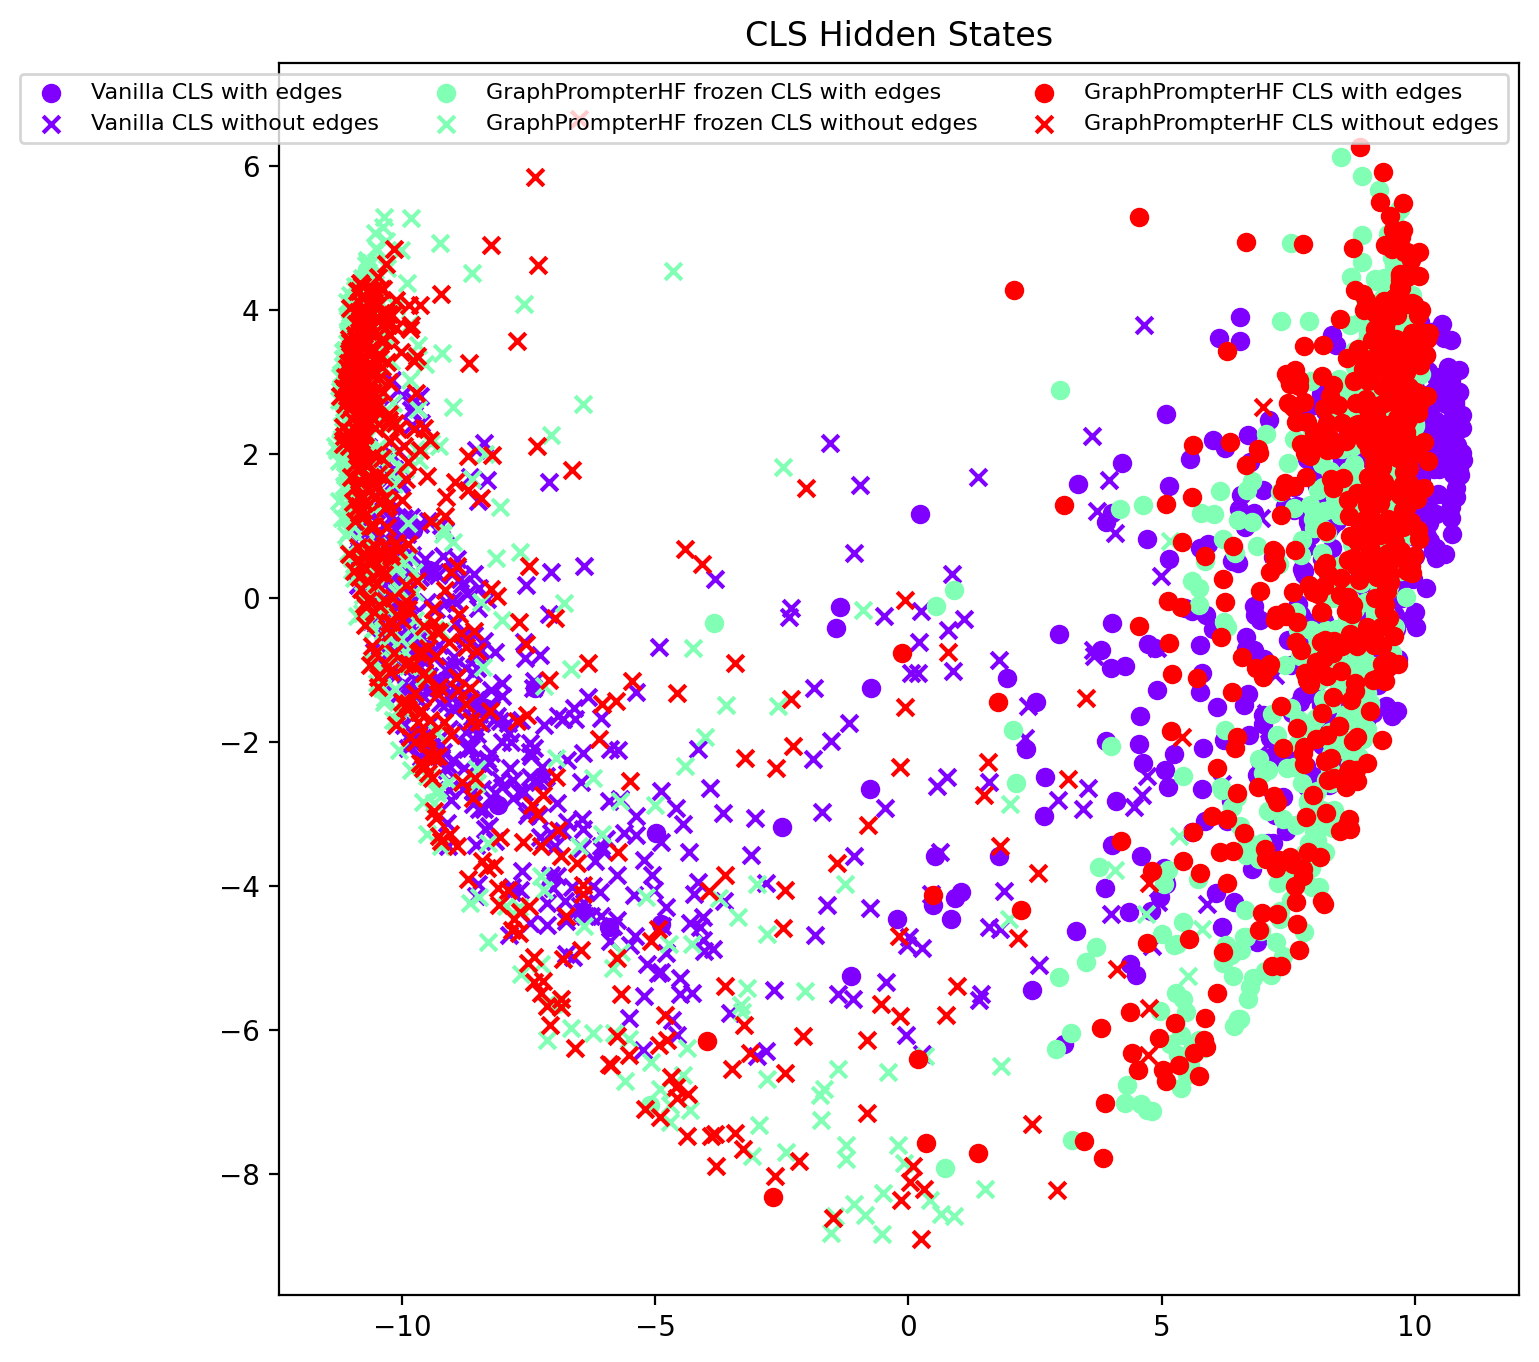 CLS Hidden States
Vanilla CLS with edges
Vanilla CLS without edges
GraphPrompterHF frozen CLS with edges
GraphPrompterHF frozen CLS without edges
GraphPrompterHF CLS with edges
GraphPrompterHF CLS without edges
6
4
2
0
−2
−4
−6
−8
−10
−5
0
5
10